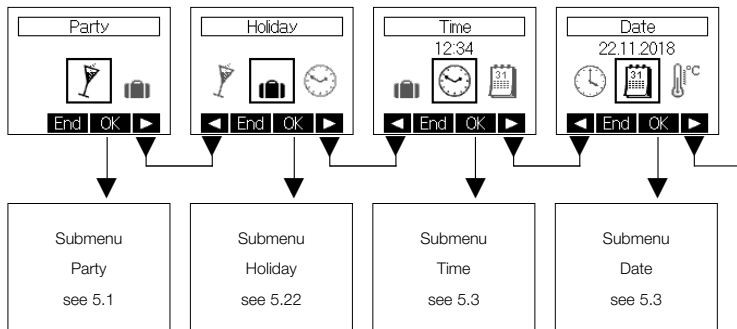 Party
End OK
Holiday
End OK
Time
12:34
31
End OK
Date
22.11.2018
31
°C
End OK
Submenu
Party
see 5.1
Submenu
Holiday
see 5.22
Submenu
Time
see 5.3
Submenu
Date
see 5.3